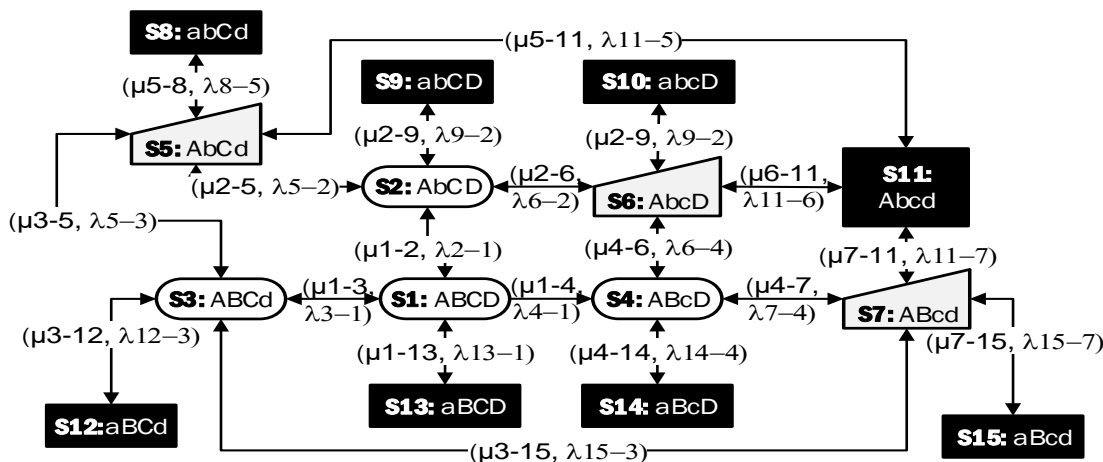 S8: abCd
(µ5-11, λ11–5)
(µ5-8, λ8–5)
S9: abCD
S10: abcD
S5: AbCd
(µ2-9, λ9–2)
(µ2-9, λ9–2)
(µ2-5, λ5–2)
S2: AbCD
(µ2-6,
λ6–2)
S6: AbcD
(µ6-11,
λ11–6)
S11:
Abcd
(µ3-5, λ5–3)
(µ1-2, λ2–1)
(µ4-6, λ6–4)
(µ7-11, λ11–7)
S3: ABCd
(µ1-3,
λ3–1)
S1: ABCD
(µ1-4,
λ4–1)
S4: ABcD
(µ4-7,
λ7–4)
S7: ABcd
(µ3-12, λ12–3)
(µ1-13, λ13–1)
(µ4-14, λ14–4)
(µ7-15, λ15–7)
S12:aBCd
S13: aBCD
S14: aBcD
S15: aBcd
(µ3-15, λ15–3)